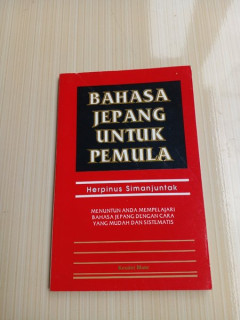 BAHASA
JEPANG
UNTUK
PEMULA
Herpinus Simanjuntak
MENUNTUN ANDA MEMPELAJARI
BAHASA JEPANG DENGAN CARA
YANG MUDAH DAN SISTEMATIS